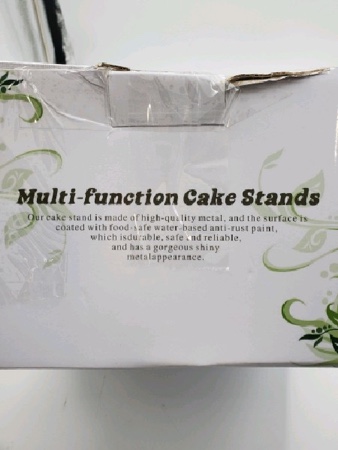 Multi-function Cake Stands
Our cake stand is made of high-quality metal, and the surface is
coated with food-safe water-based anti-rust paint,
which isdurable, safe and reliable,
and has a gorgeous shiny
metalappearance.